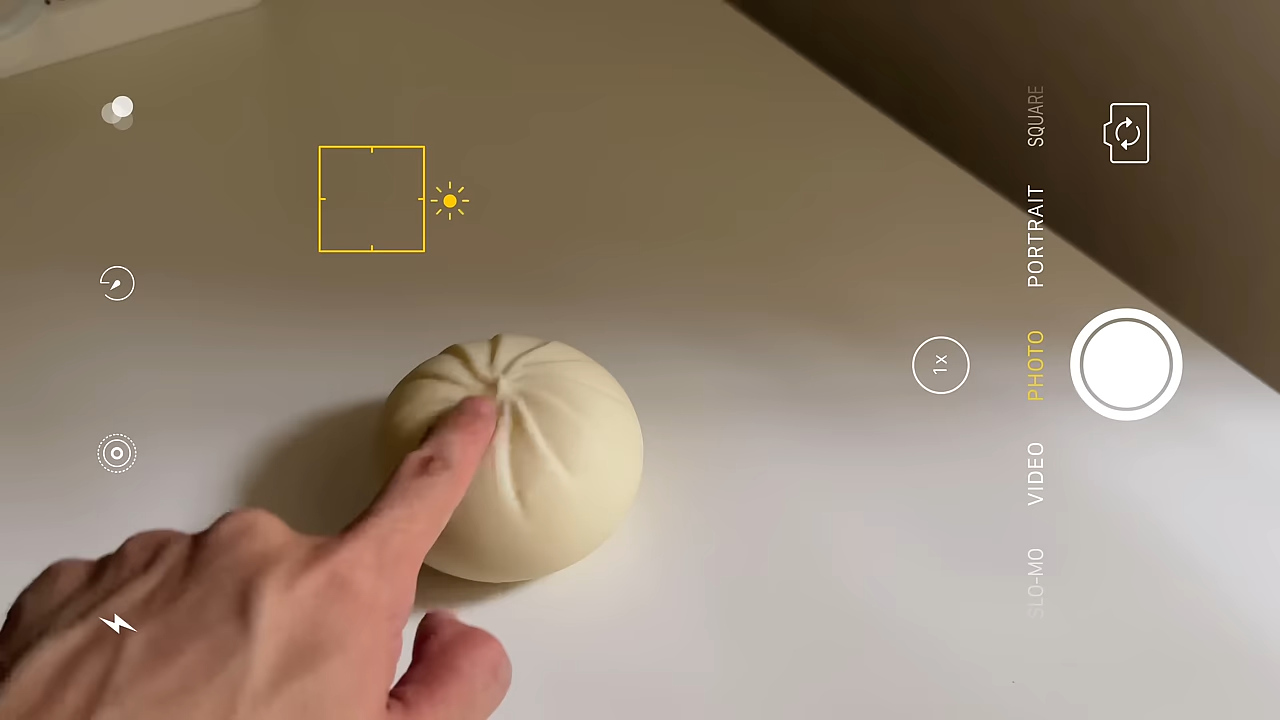 SQUARE
PORTRAIT
PHOTO
VIDEO
SLO-MO
1x